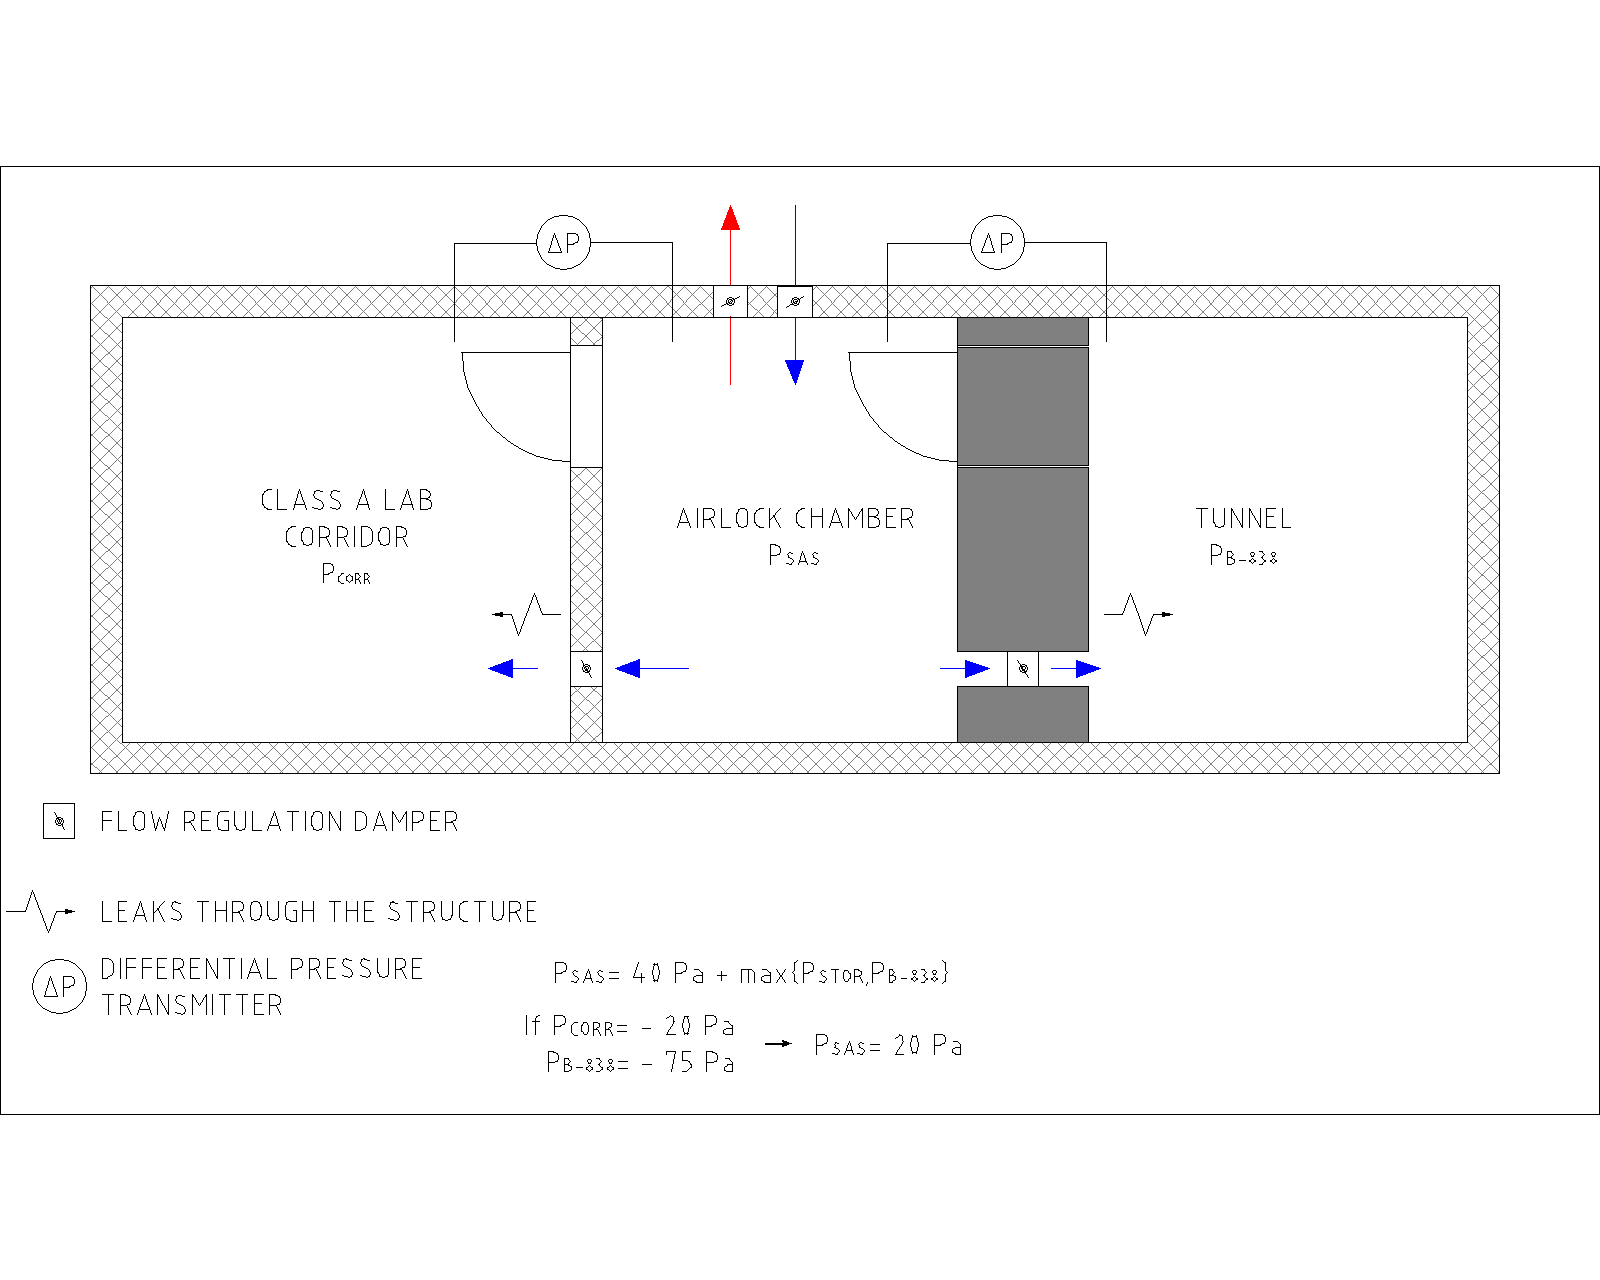 ΔP
ΔP
CLASS A LAB
CORRIDOR
PCORR
AIRLOCK CHAMBER
PSAS
TUNNEL
PB-838
FLOW REGULATION DAMPER
LEAKS THROUGH THE STRUCTURE
ΔP
DIFFERENTIAL PRESSURE
TRANSMITTER
PSAS= 40 Pa + max{PSTOR,PB-838}
If PCORR= - 20 Pa
PB-838= - 75 Pa
PSAS= 20 Pa